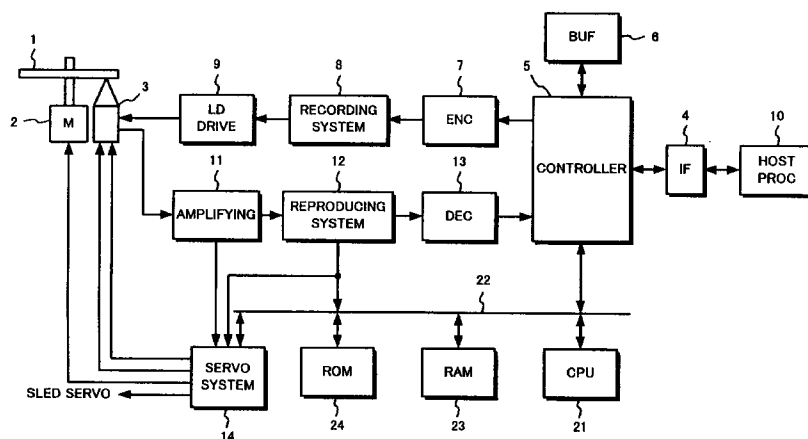 1
2
M
3
9
LD
DRIVE
8
RECORDING
SYSTEM
7
ENC
5
CONTROLLER
BUF
6
4
IF
10
HOST
PROC
11
AMPLIFYING
12
REPRODUCING
SYSTEM
13
DEC
22
SERVO
SYSTEM
14
SLED SERVO
ROM
24
RAM
23
CPU
21